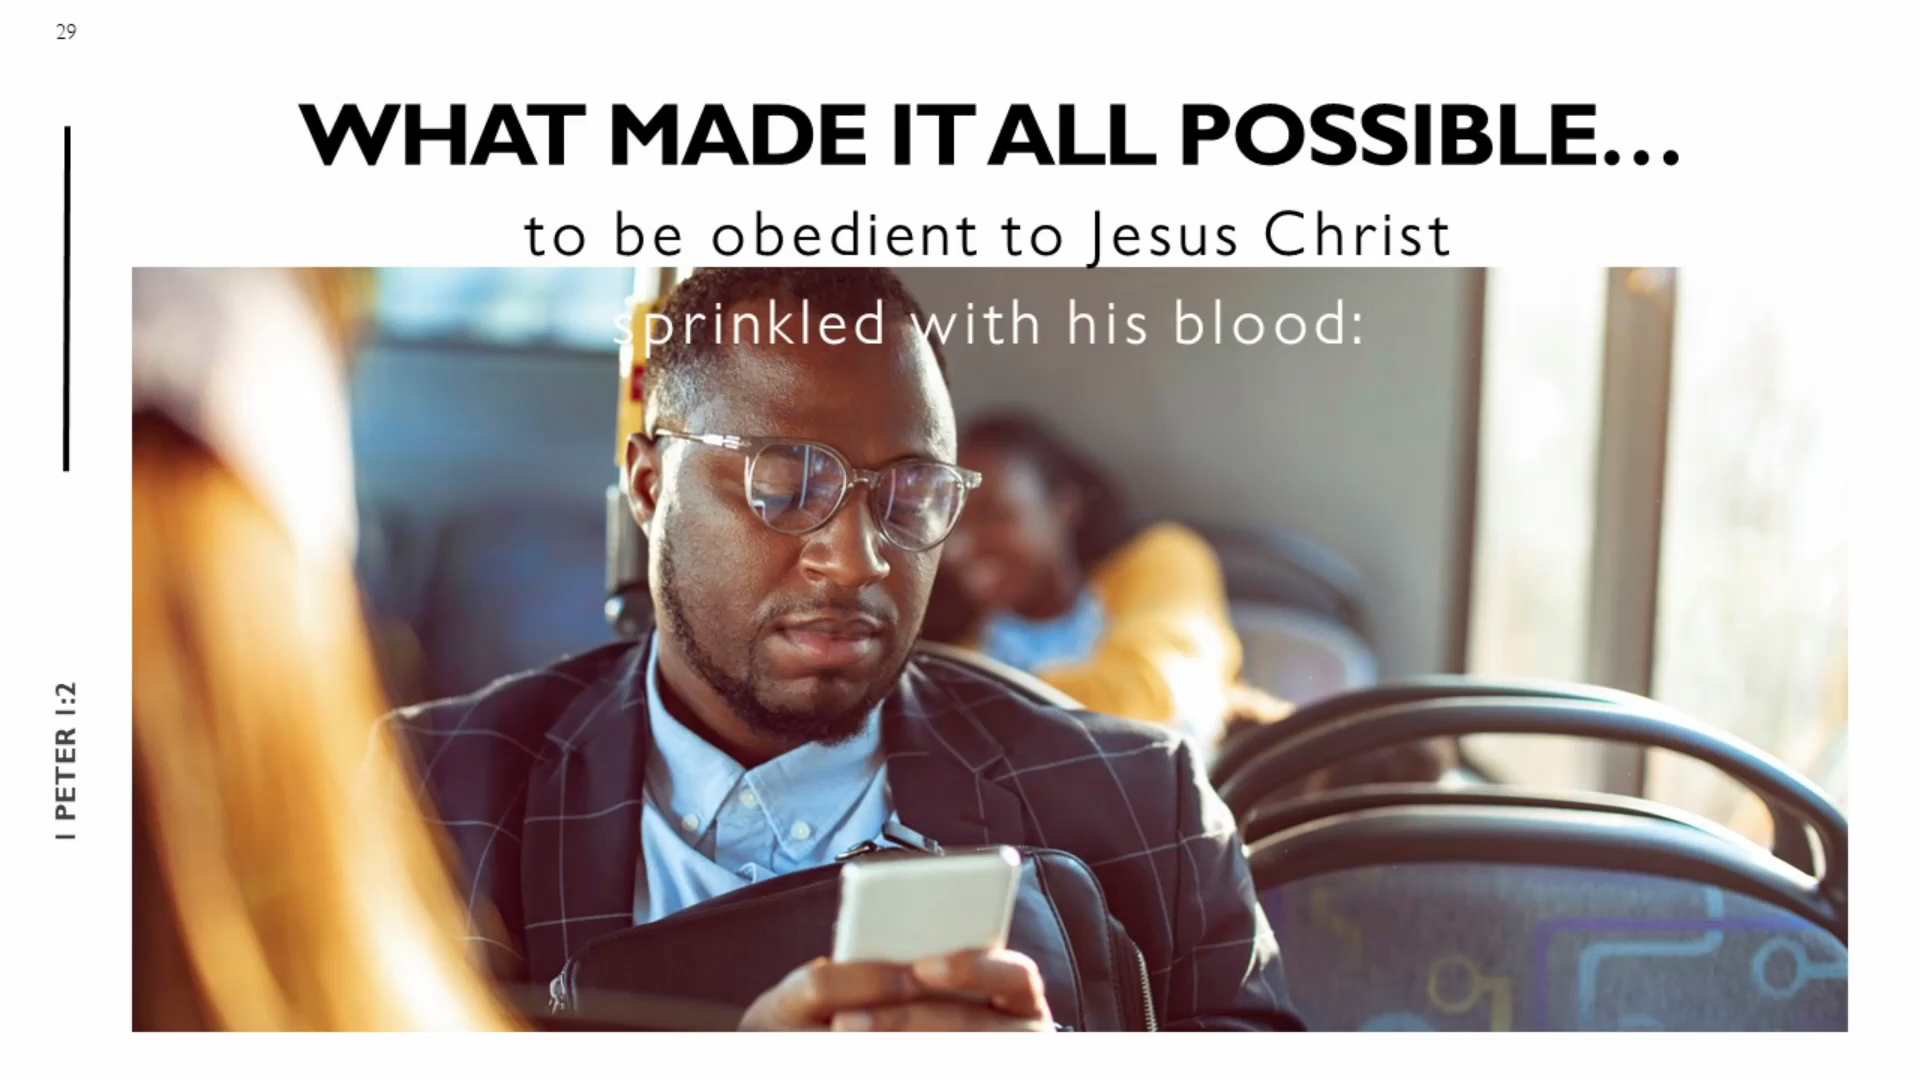 29
WHAT MADE IT ALL POSSIBLE...
to be obedient to Jesus Christ
sprinkled with his blood:
I PETER 1:2